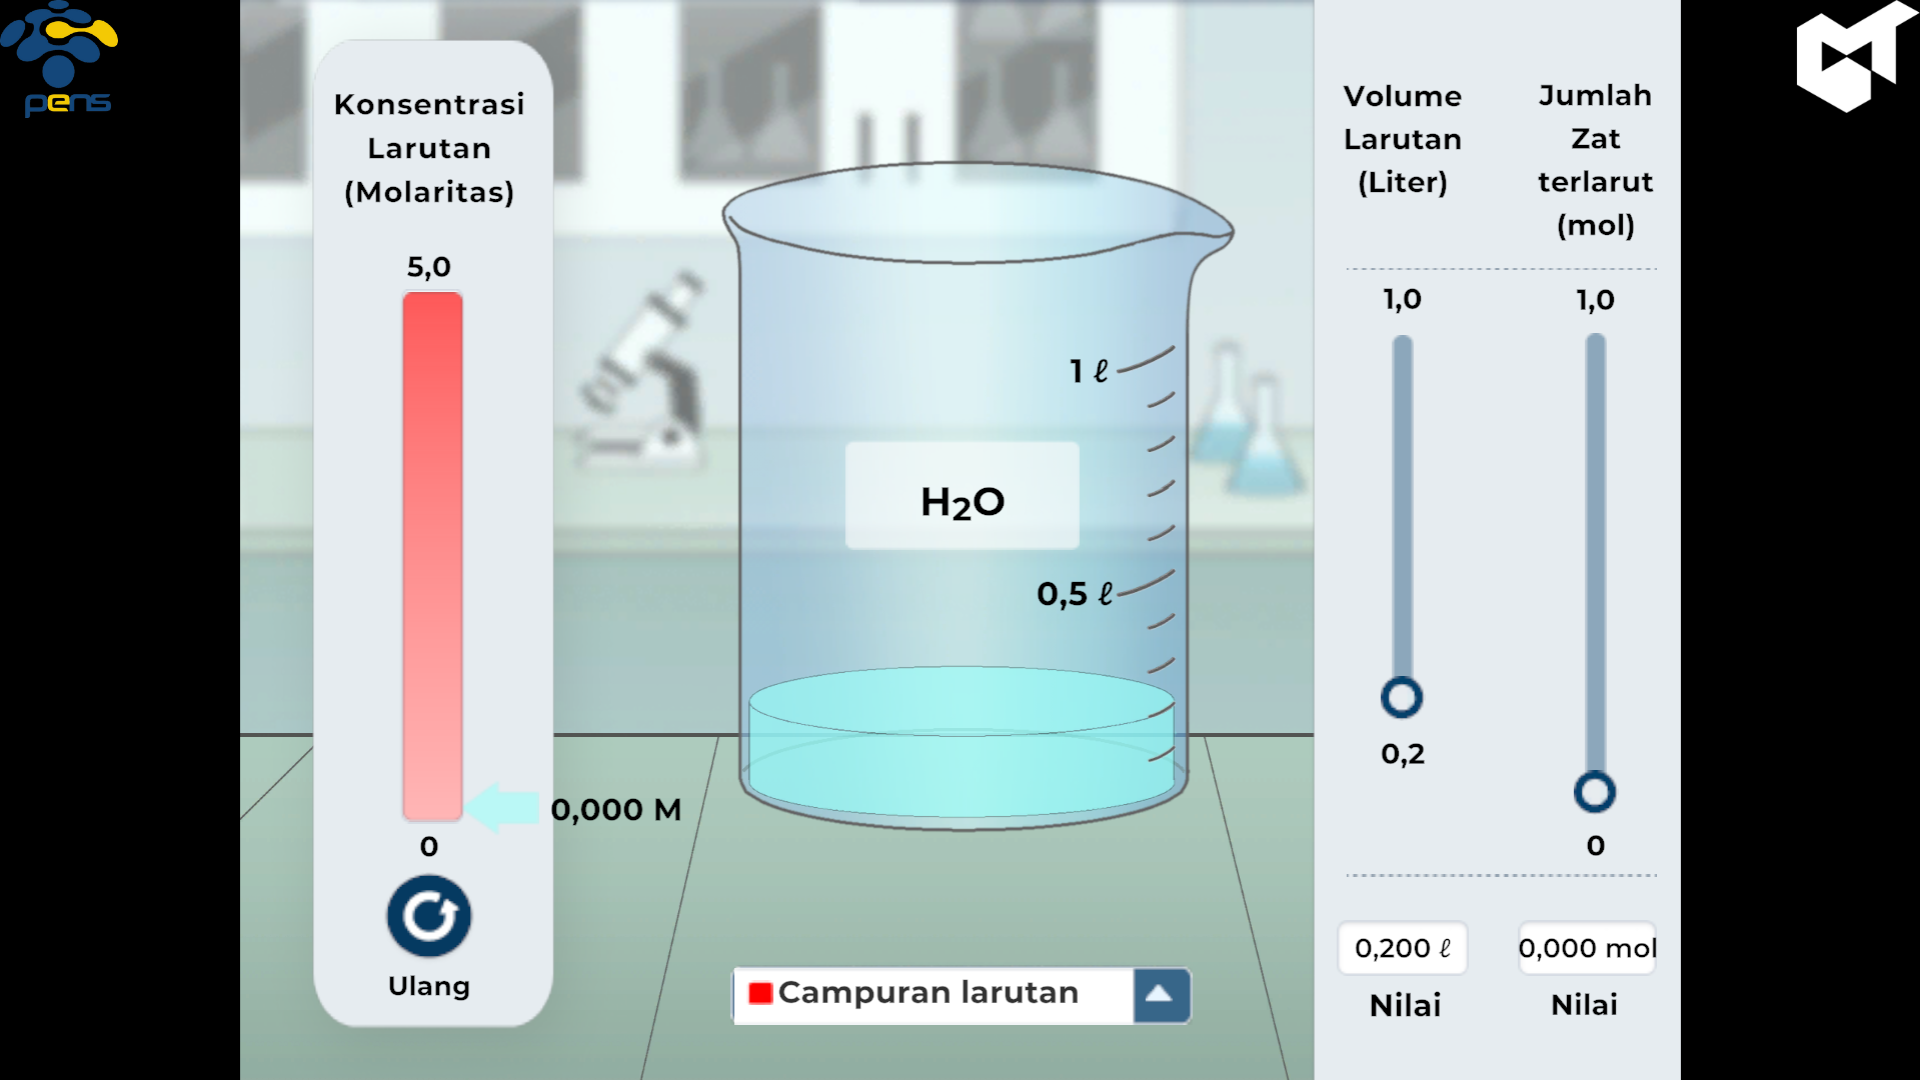 pens
Konsentrasi
Larutan
(Molaritas)
5,0
0,000 M
0
Ulang
1 ℓ
H₂O
0,5 ℓ
Campuran larutan
Volume
Larutan
(Liter)
1,0
0,2
0,200 ℓ
Nilai
Jumlah
Zat
terlarut
(mol)
1,0
0
0,000 mol
Nilai